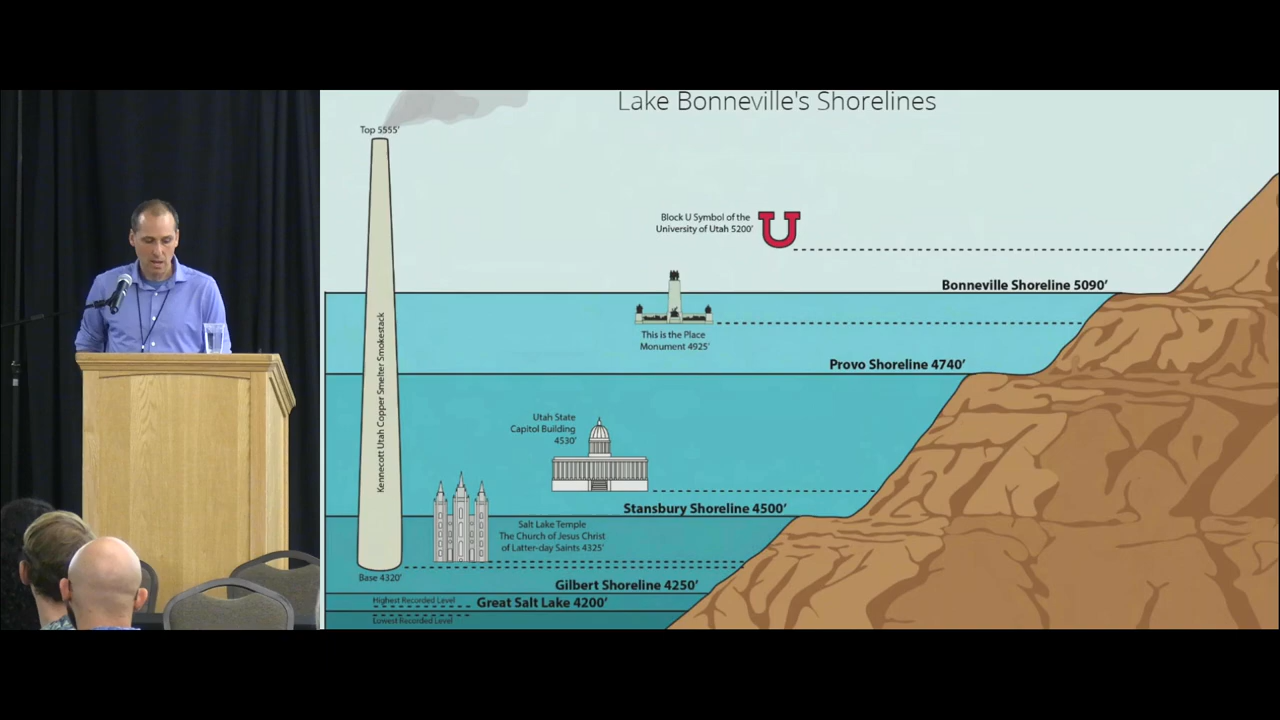 Lake Bonneville's Shorelines
Top 5555'
Block U Symbol of the
University of Utah 5200'
U
Bonneville Shoreline 5090'
This is the Place
Monument 4925'
Provo Shoreline 4740'
Kennecott Utah Copper Smelter Smokestack
Utah State
Capitol Building
4530'
Stansbury Shoreline 4500'
Salt Lake Temple
The Church of Jesus Christ
of Latter-day Saints 4325'
Base 4320'
Gilbert Shoreline 4250'
Highest Recorded Level
Great Salt Lake 4200'
Lowest Recorded Level